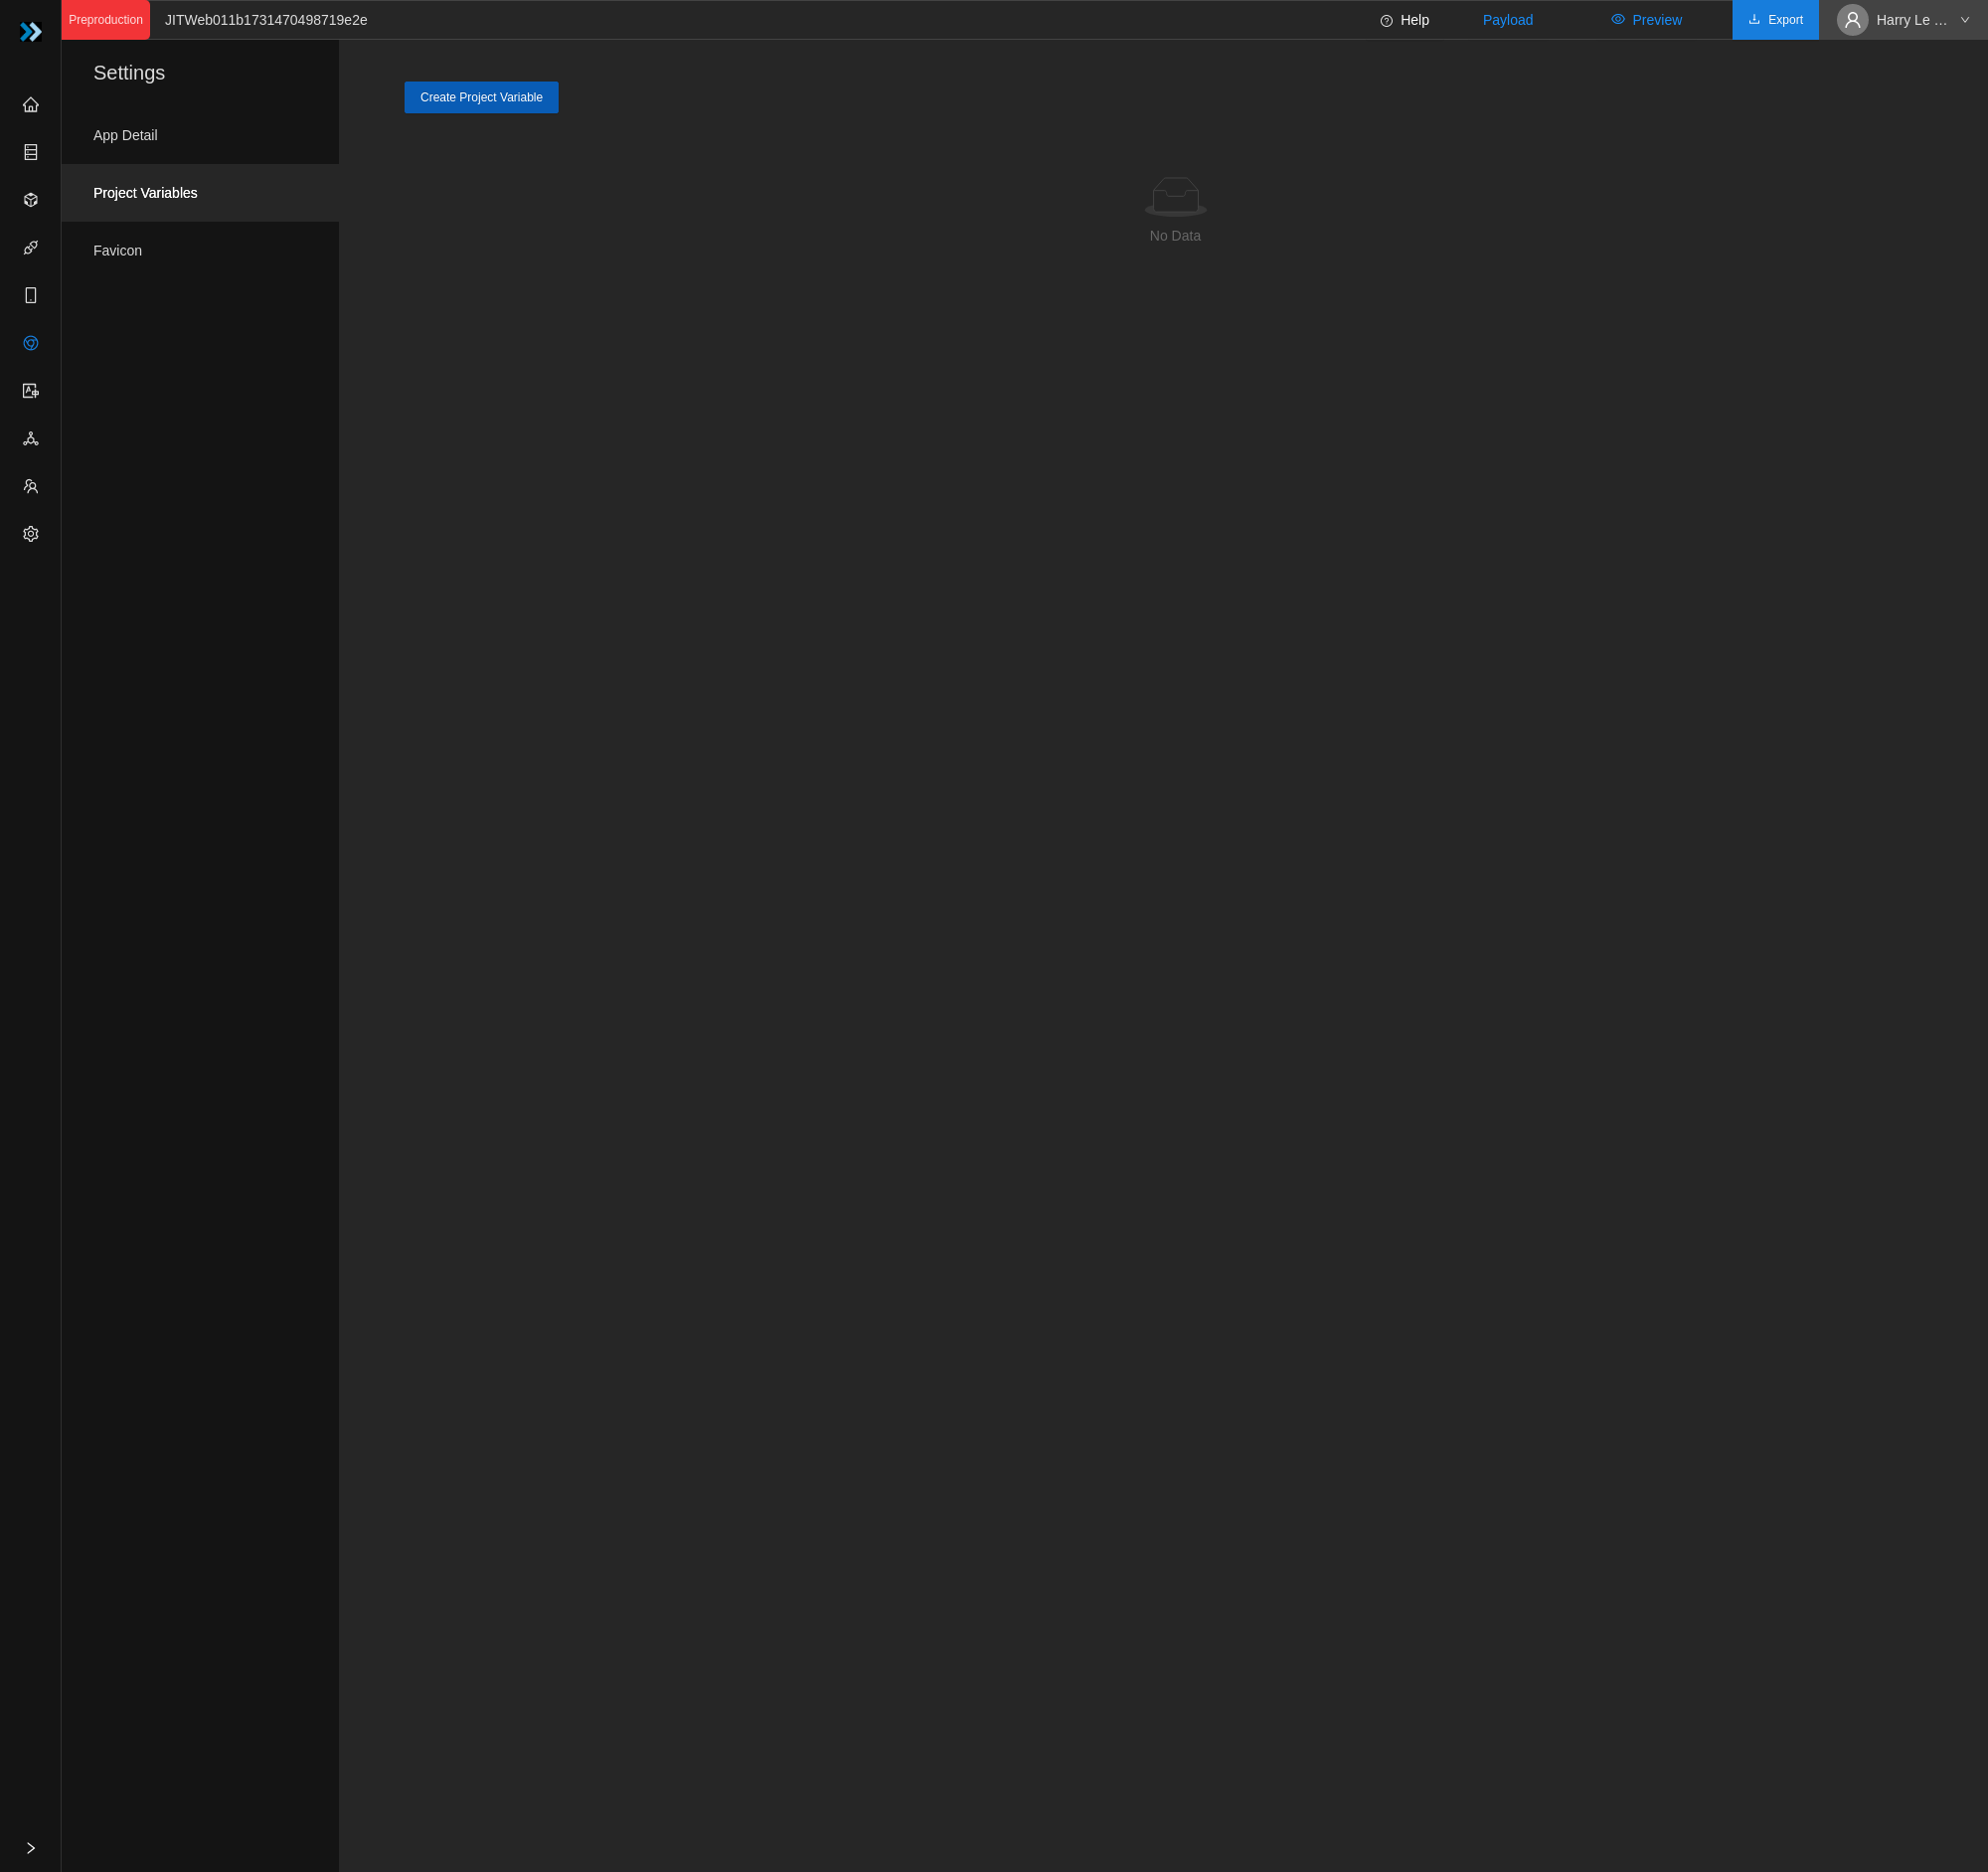 Preproduction
JITWeb011b1731470498719e2e
Help
Payload
Preview
Export
Harry Le ...
Settings
App Detail
Project Variables
Favicon
Create Project Variable
No Data